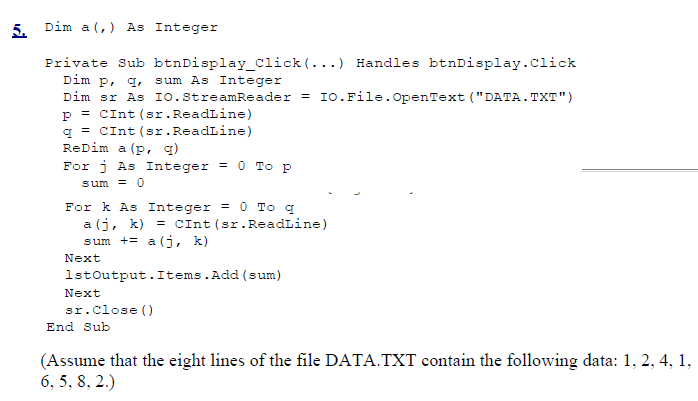 5. Dim a(,) As Integer
Private Sub btnDisplay_Click(...) Handles btnDisplay.Click
Dim p, q, sum As Integer
Dim sr As IO.StreamReader = IO.File.OpenText("DATA.TXT")
p = CInt(sr.ReadLine)
q = CInt(sr.ReadLine)
ReDim a(p, q)
For j As Integer = 0 To p
sum = 0
For k As Integer = 0 To q
a(j, k) = CInt(sr.ReadLine)
sum += a(j, k)
Next
lstOutput.Items.Add(sum)
Next
sr.Close()
End Sub
(Assume that the eight lines of the file DATA.TXT contain the following data: 1, 2, 4, 1,
6, 5, 8, 2.)